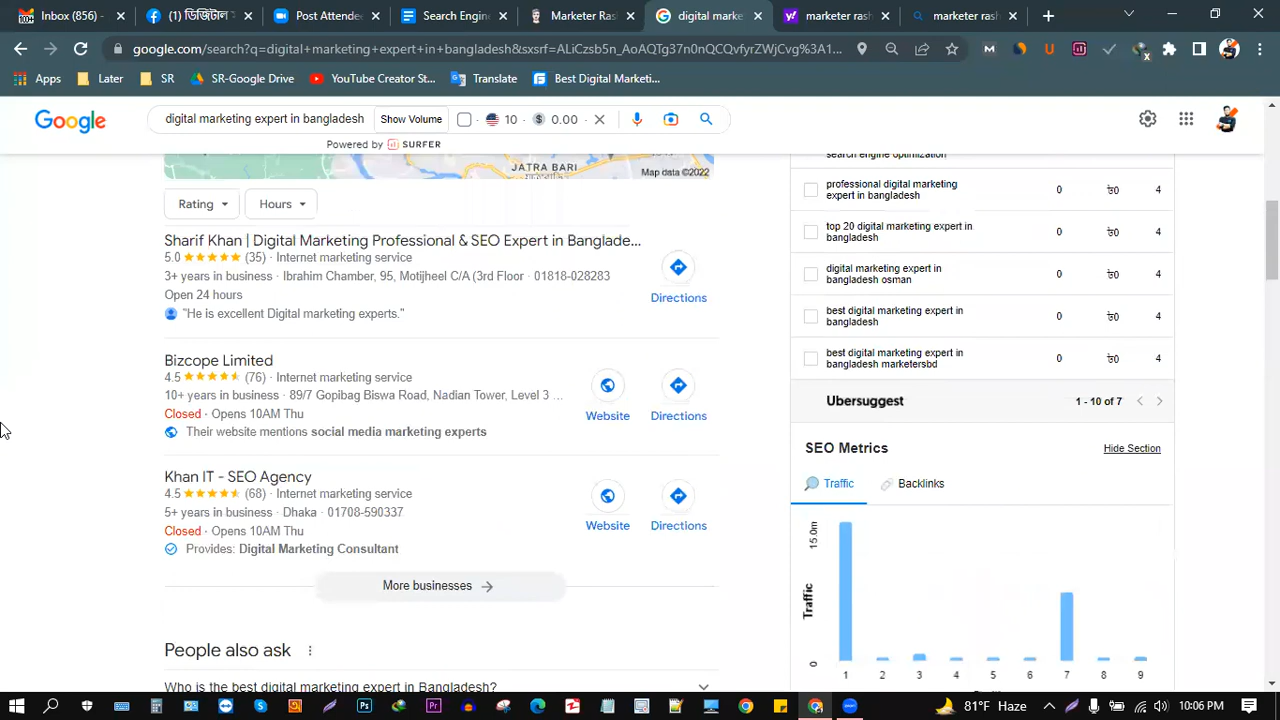 Inbox (856) -
(1) ডিজিটাল
Post Attende
Search Engin
Marketer Ras
digital marke
marketer rash
marketer rash
google.com/search?q=digital+marketing+expert+in+bangladesh&sxsrf=ALiCzsb5n_AoAQTg37n0nQCQvfyrZWjCvg%3A1...
Apps
Later
SR
SR-Google Drive
YouTube Creator St...
Translate
Best Digital Marketi...
Google
digital marketing expert in bangladesh
Show Volume
10
0.00
Powered by SURFER
JATRA BARI
Map data ©2022
Rating
Hours
Sharif Khan | Digital Marketing Professional & SEO Expert in Banglade...
5.0 (35) · Internet marketing service
3+ years in business · Ibrahim Chamber, 95, Motijheel C/A (3rd Floor · 01818-028283
Open 24 hours
"He is excellent Digital marketing experts."
Directions
Bizcope Limited
4.5 (76) · Internet marketing service
10+ years in business · 89/7 Gopibag Biswa Road, Nadian Tower, Level 3 ...
Closed · Opens 10AM Thu
Their website mentions social media marketing experts
Website
Directions
Khan IT - SEO Agency
4.5 (68) · Internet marketing service
5+ years in business · Dhaka · 01708-590337
Closed · Opens 10AM Thu
Provides: Digital Marketing Consultant
Website
Directions
More businesses
People also ask
Who is the best digital marketing expert in Bangladesh?
search engine optimization
professional digital marketing
expert in bangladesh
0 ৳0 4
top 20 digital marketing expert in
bangladesh
0 ৳0 4
digital marketing expert in
bangladesh osman
0 ৳0 4
best digital marketing expert in
bangladesh
0 ৳0 4
best digital marketing expert in
bangladesh marketersbd
0 ৳0 4
Ubersuggest
1 - 10 of 7
SEO Metrics
Hide Section
Traffic
Backlinks
15.0m
Traffic
0
1 2 3 4 5 6 7 8 9
81°F Haze
10:06 PM